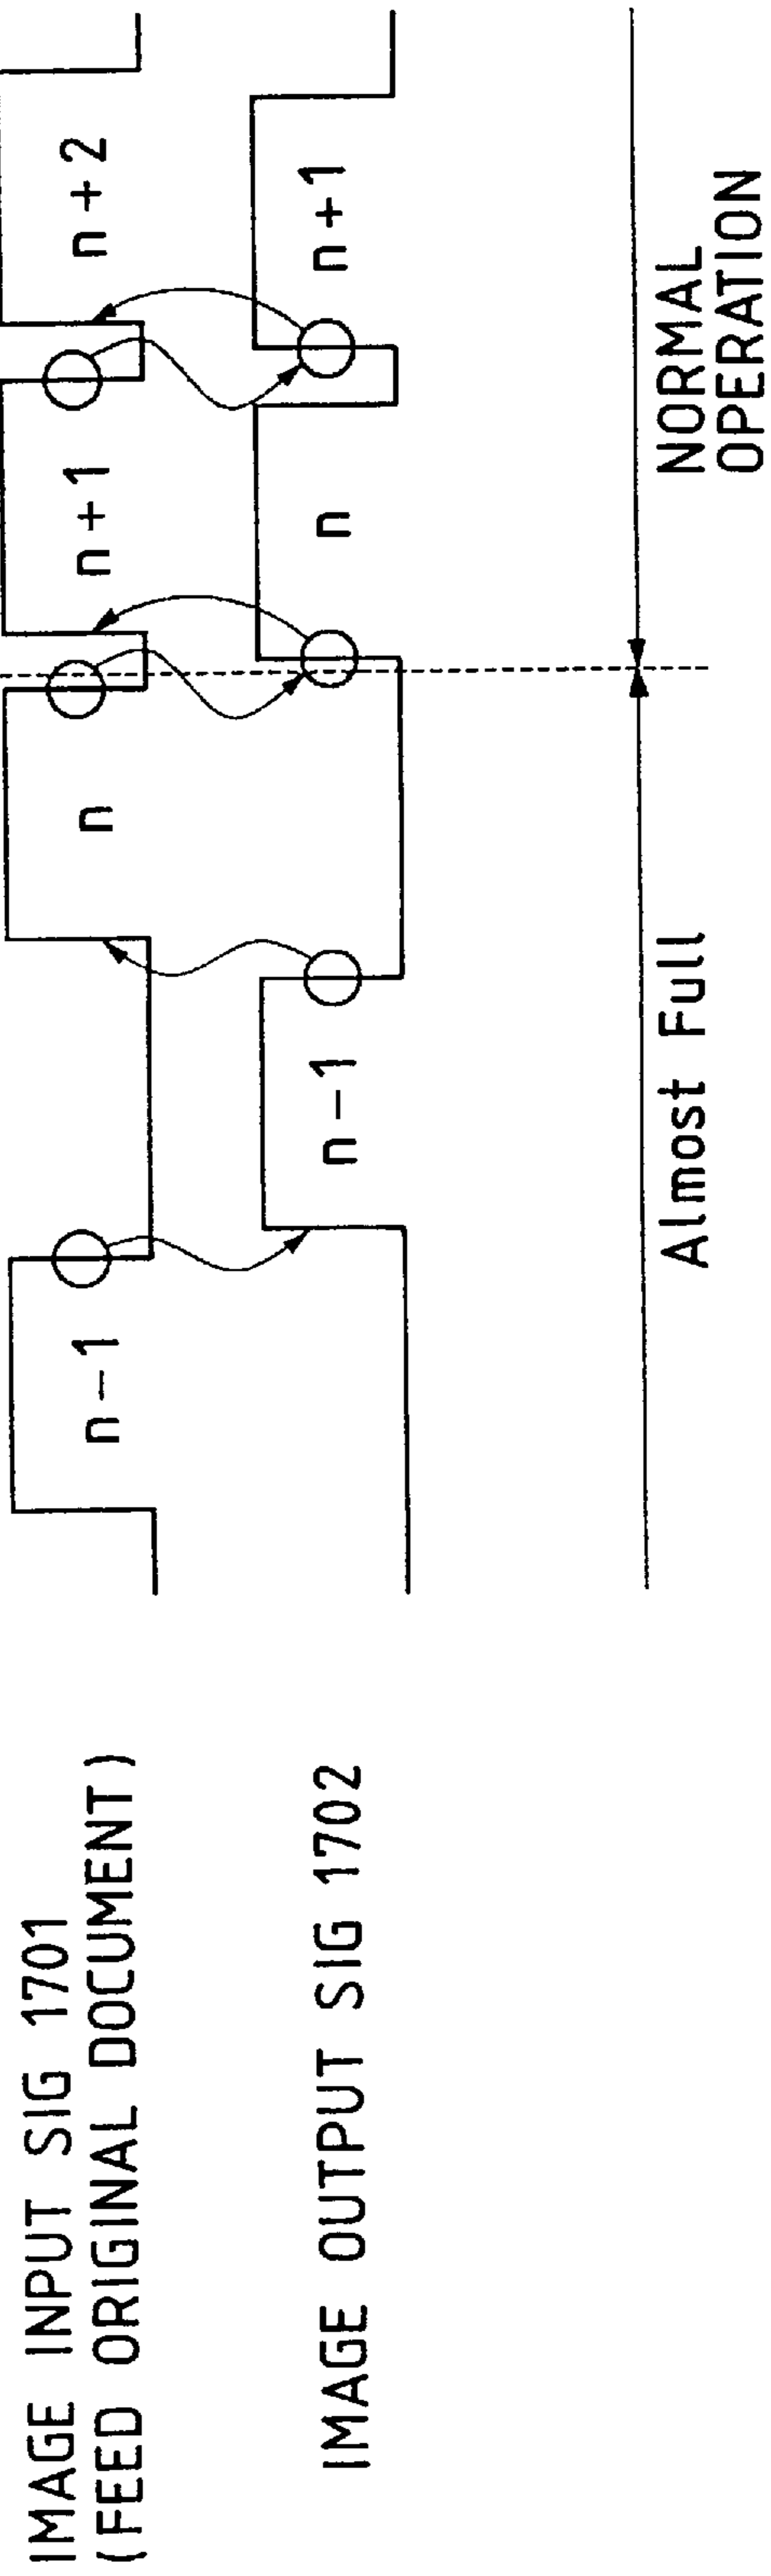 IMAGE INPUT SIG 1701
(FEED ORIGINAL DOCUMENT)
n-1
n
n+1
n+2
IMAGE OUTPUT SIG 1702
n-1
n
n+1
Almost Full
NORMAL
OPERATION